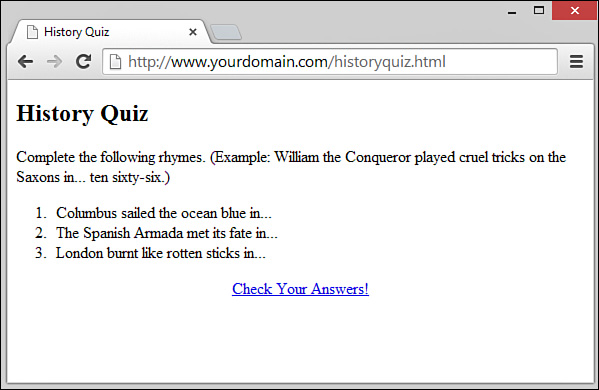 History Quiz
http://www.yourdomain.com/historyquiz.html
History Quiz
Complete the following rhymes. (Example: William the Conqueror played cruel tricks on the
Saxons in... ten sixty-six.)
1. Columbus sailed the ocean blue in...
2. The Spanish Armada met its fate in...
3. London burnt like rotten sticks in...
Check Your Answers!